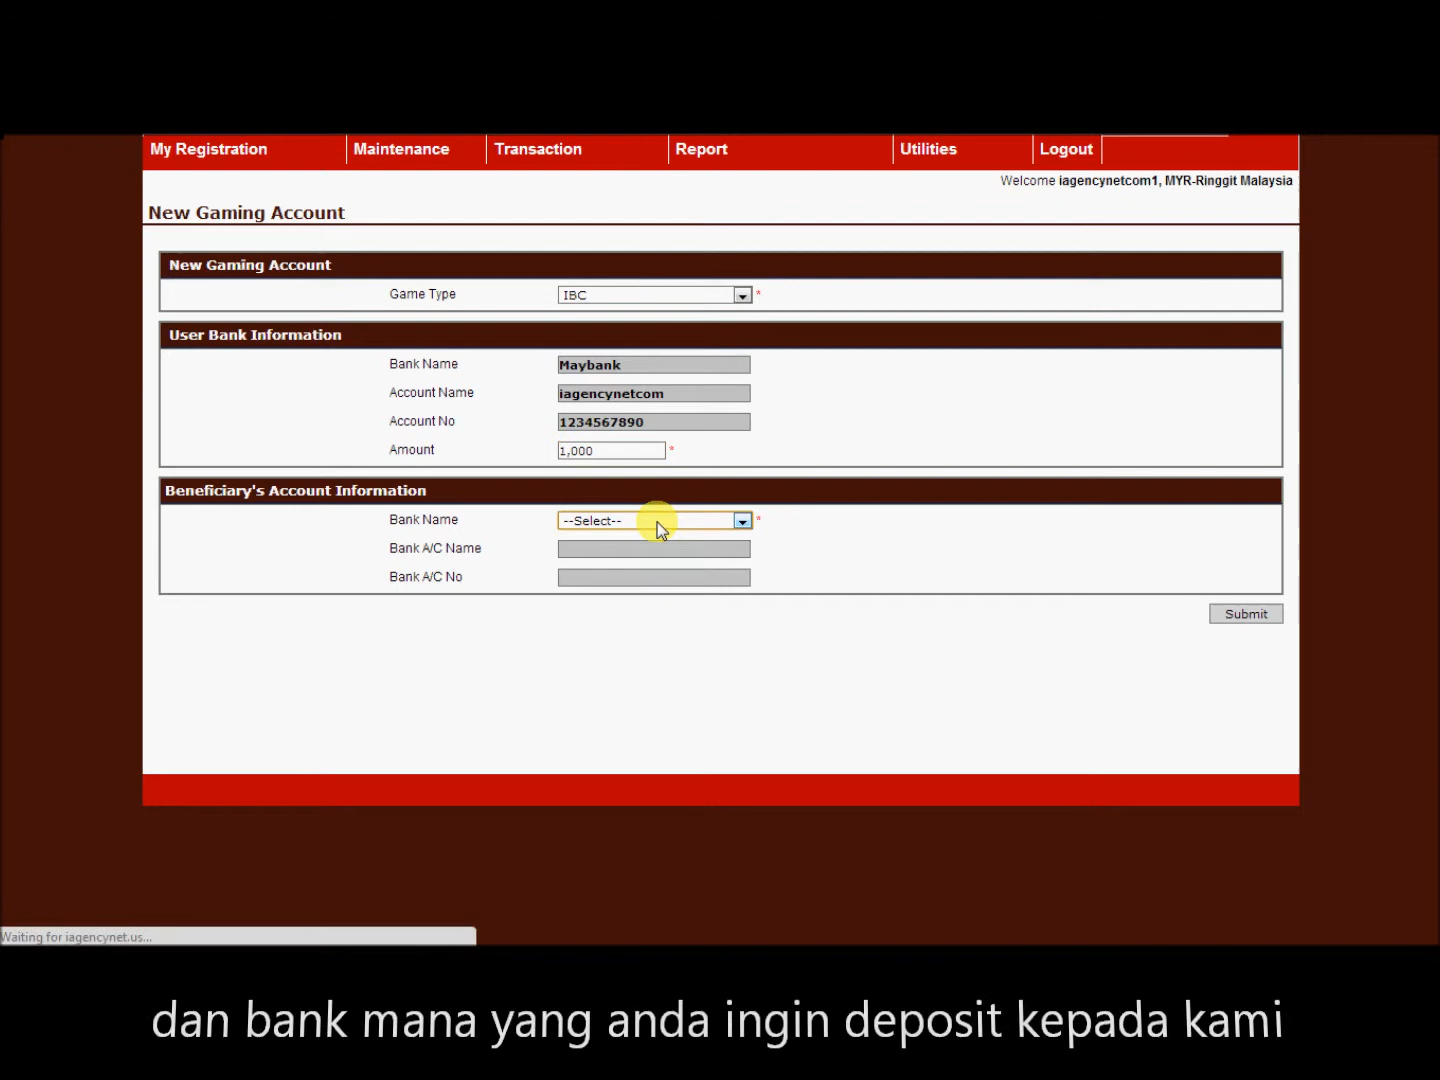 My Registration Maintenance Transaction Report Utilities Logout
Welcome iagencynetcom1, MYR-Ringgit Malaysia
New Gaming Account
New Gaming Account
Game Type IBC *
User Bank Information
Bank Name Maybank
Account Name iagencynetcom
Account No 1234567890
Amount 1,000 *
Beneficiary's Account Information
Bank Name --Select-- *
Bank A/C Name
Bank A/C No
Submit
Waiting for iagencynet.us...
dan bank mana yang anda ingin deposit kepada kami